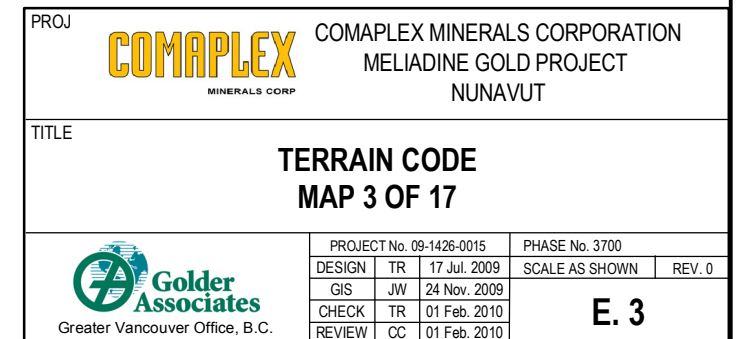 PROJ
COMAPLEX
MINERALS CORP
COMAPLEX MINERALS CORPORATION
MELIADINE GOLD PROJECT
NUNAVUT
TITLE
TERRAIN CODE
MAP 3 OF 17
Golder
Associates
Greater Vancouver Office, B.C.
PROJECT No. 09-1426-0015 PHASE No. 3700
DESIGN TR 17 Jul. 2009 SCALE AS SHOWN REV. 0
GIS JW 24 Nov. 2009
CHECK TR 01 Feb. 2010
REVIEW CC 01 Feb. 2010
E. 3